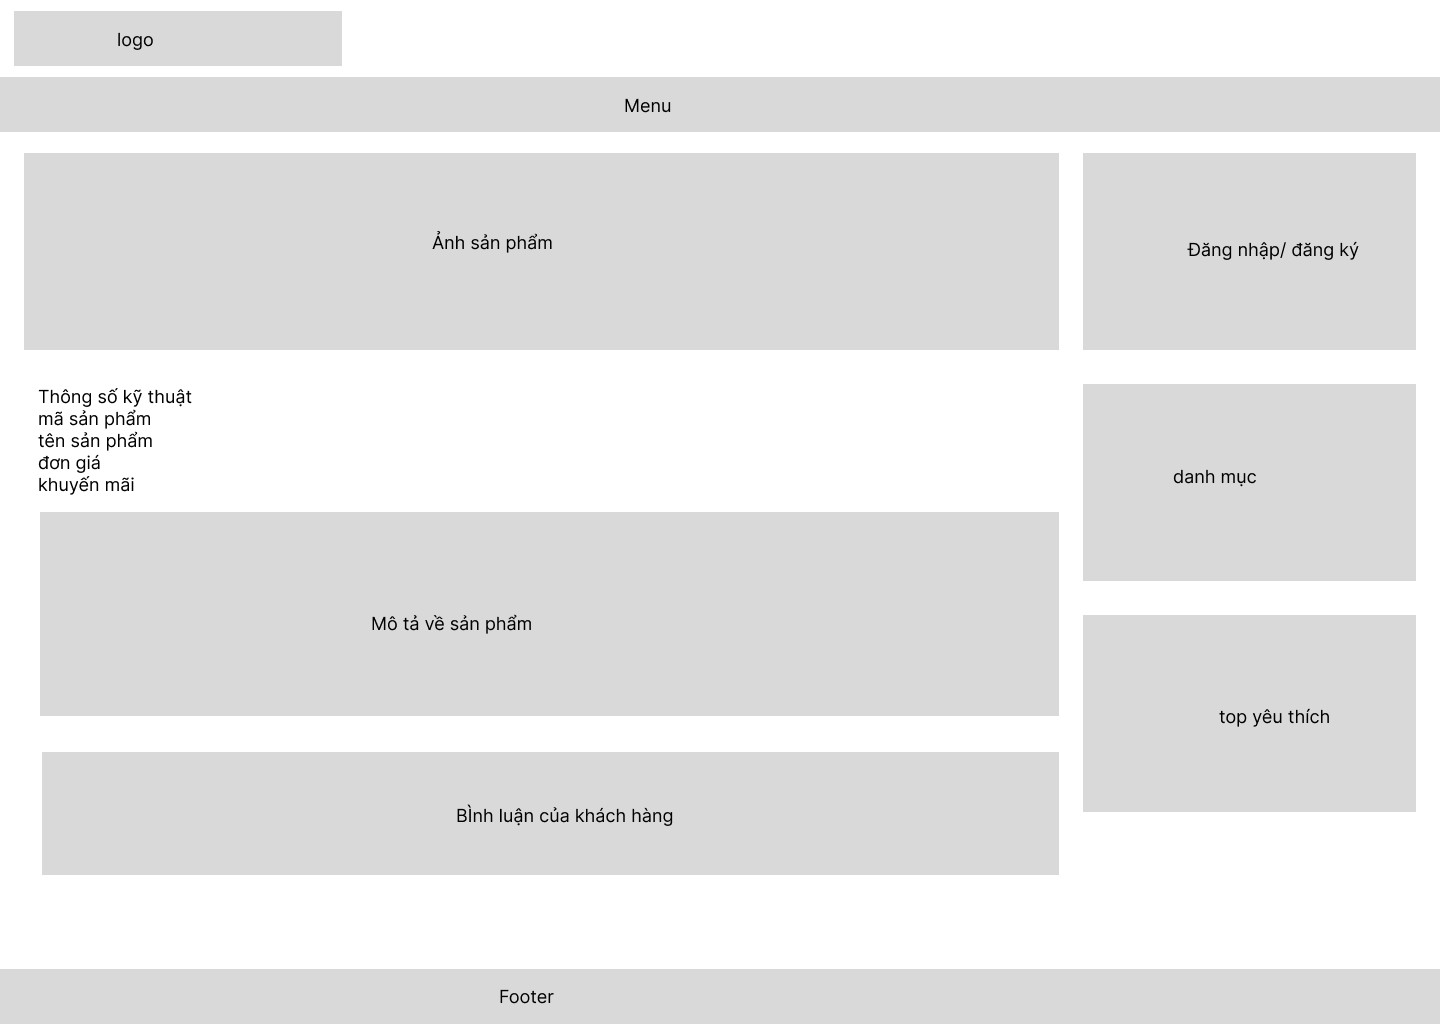 logo
Menu
Ảnh sản phẩm
Đăng nhập/ đăng ký
Thông số kỹ thuật
mã sản phẩm
tên sản phẩm
đơn giá
khuyến mãi
danh mục
Mô tả về sản phẩm
top yêu thích
BÌnh luận của khách hàng
Footer